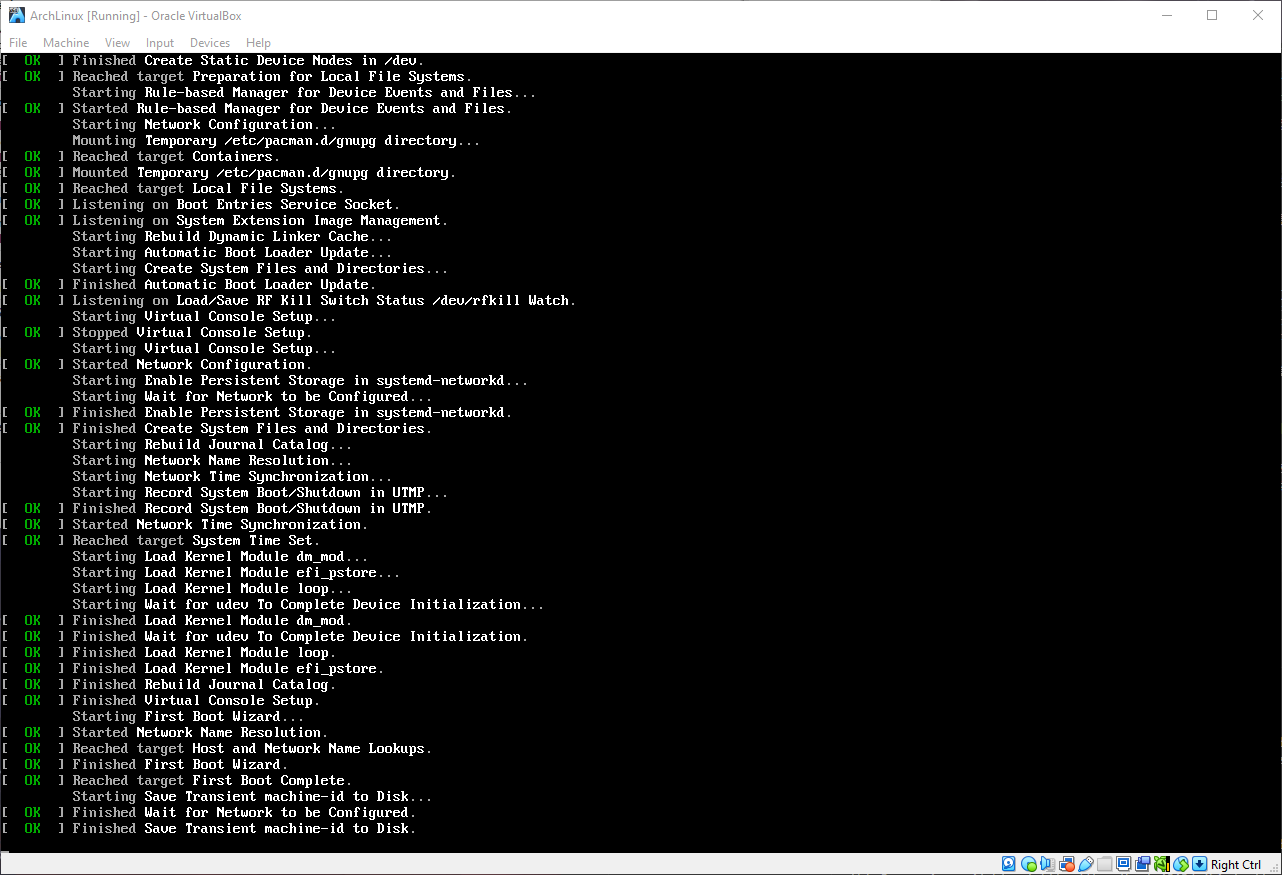 ArchLinux [Running] - Oracle VirtualBox
File Machine View Input Devices Help
[ OK ] Finished Create Static Device Nodes in /dev.
[ OK ] Reached target Preparation for Local File Systems.
Starting Rule-based Manager for Device Events and Files...
[ OK ] Started Rule-based Manager for Device Events and Files.
Starting Network Configuration...
Mounting Temporary /etc/pacman.d/gnupg directory...
[ OK ] Reached target Containers.
[ OK ] Mounted Temporary /etc/pacman.d/gnupg directory.
[ OK ] Reached target Local File Systems.
[ OK ] Listening on Boot Entries Service Socket.
[ OK ] Listening on System Extension Image Management.
Starting Rebuild Dynamic Linker Cache...
Starting Automatic Boot Loader Update...
Starting Create System Files and Directories...
[ OK ] Finished Automatic Boot Loader Update.
[ OK ] Listening on Load/Save RF Kill Switch Status /dev/rfkill Watch.
Starting Virtual Console Setup...
[ OK ] Stopped Virtual Console Setup.
Starting Virtual Console Setup...
[ OK ] Started Network Configuration.
Starting Enable Persistent Storage in systemd-networkd...
Starting Wait for Network to be Configured...
[ OK ] Finished Enable Persistent Storage in systemd-networkd.
[ OK ] Finished Create System Files and Directories.
Starting Rebuild Journal Catalog...
Starting Network Name Resolution...
Starting Network Time Synchronization...
Starting Record System Boot/Shutdown in UTMP...
[ OK ] Finished Record System Boot/Shutdown in UTMP.
[ OK ] Started Network Time Synchronization.
[ OK ] Reached target System Time Set.
Starting Load Kernel Module dm_mod...
Starting Load Kernel Module efi_pstore...
Starting Load Kernel Module loop...
Starting Wait for udev To Complete Device Initialization...
[ OK ] Finished Load Kernel Module dm_mod.
[ OK ] Finished Wait for udev To Complete Device Initialization.
[ OK ] Finished Load Kernel Module loop.
[ OK ] Finished Load Kernel Module efi_pstore.
[ OK ] Finished Rebuild Journal Catalog.
[ OK ] Finished Virtual Console Setup.
Starting First Boot Wizard...
[ OK ] Started Network Name Resolution.
[ OK ] Reached target Host and Network Name Lookups.
[ OK ] Finished First Boot Wizard.
[ OK ] Reached target First Boot Complete.
Starting Save Transient machine-id to Disk...
[ OK ] Finished Wait for Network to be Configured.
[ OK ] Finished Save Transient machine-id to Disk.
Right Ctrl